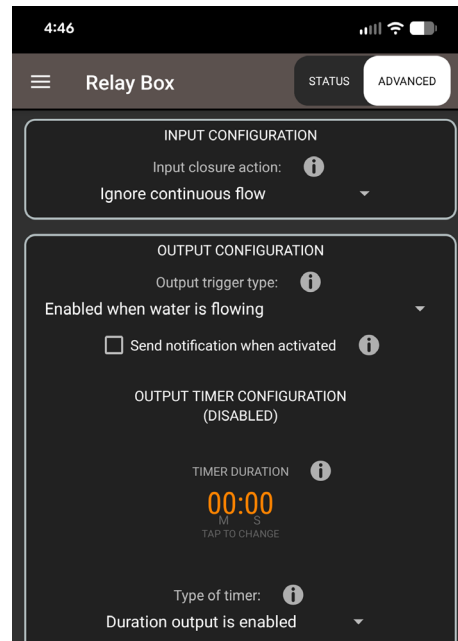 4:46
Relay Box
STATUS
ADVANCED
INPUT CONFIGURATION
Input closure action:
Ignore continuous flow
OUTPUT CONFIGURATION
Output trigger type:
Enabled when water is flowing
Send notification when activated
OUTPUT TIMER CONFIGURATION
(DISABLED)
TIMER DURATION
00:00
M S
TAP TO CHANGE
Type of timer:
Duration output is enabled